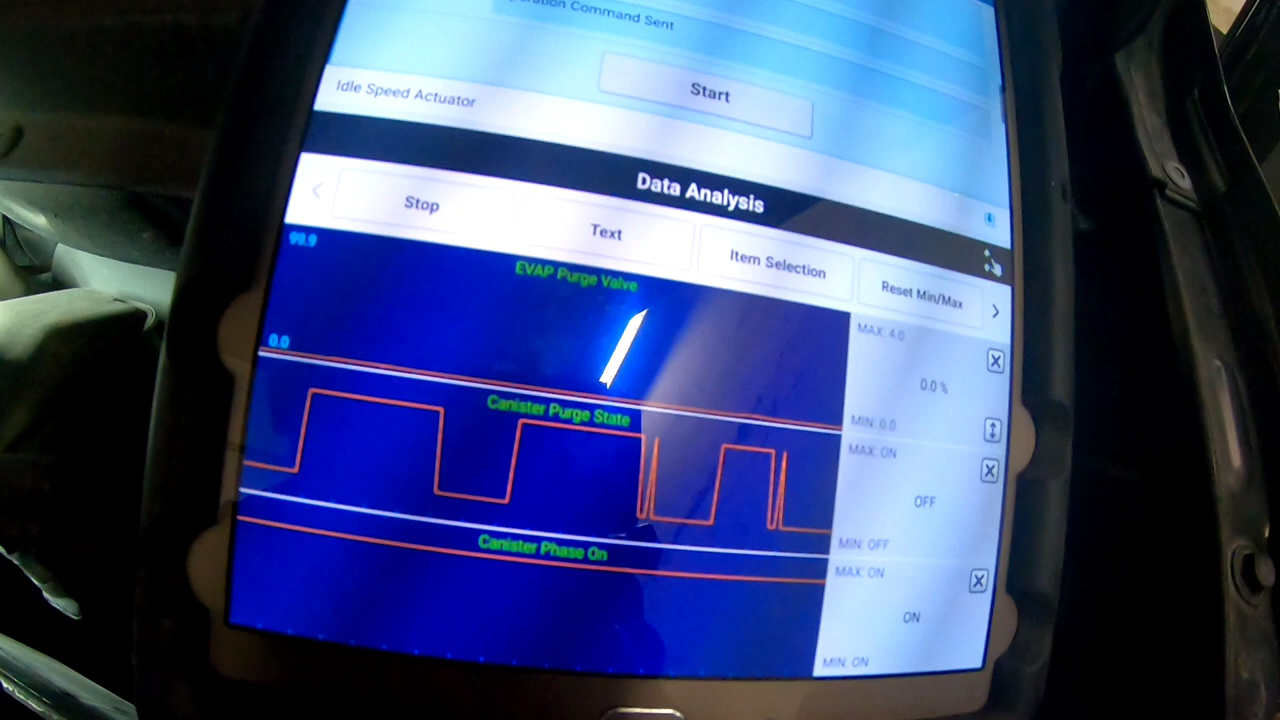 Command Sent
Start
Idle Speed Actuator
Data Analysis
Stop
Text
Item Selection
Reset Min/Max
99.9
EVAP Purge Valve
0.0
MAX: 4.0
0.0 %
MIN: 0.0
Canister Purge State
MAX: ON
OFF
MIN: OFF
Canister Phase On
MAX: ON
ON
MIN: ON